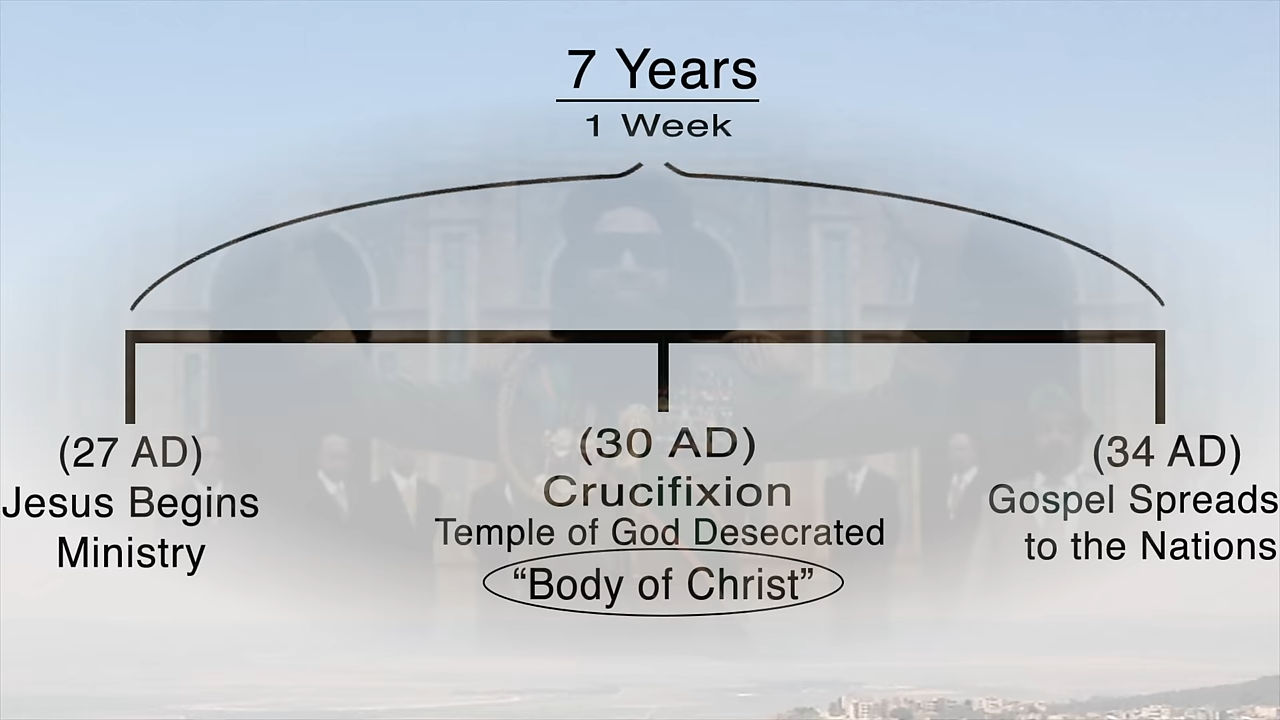 7 Years
1 Week
(27 AD)
Jesus Begins
Ministry
(30 AD)
Crucifixion
Temple of God Desecrated
“Body of Christ”
(34 AD)
Gospel Spreads
to the Nations